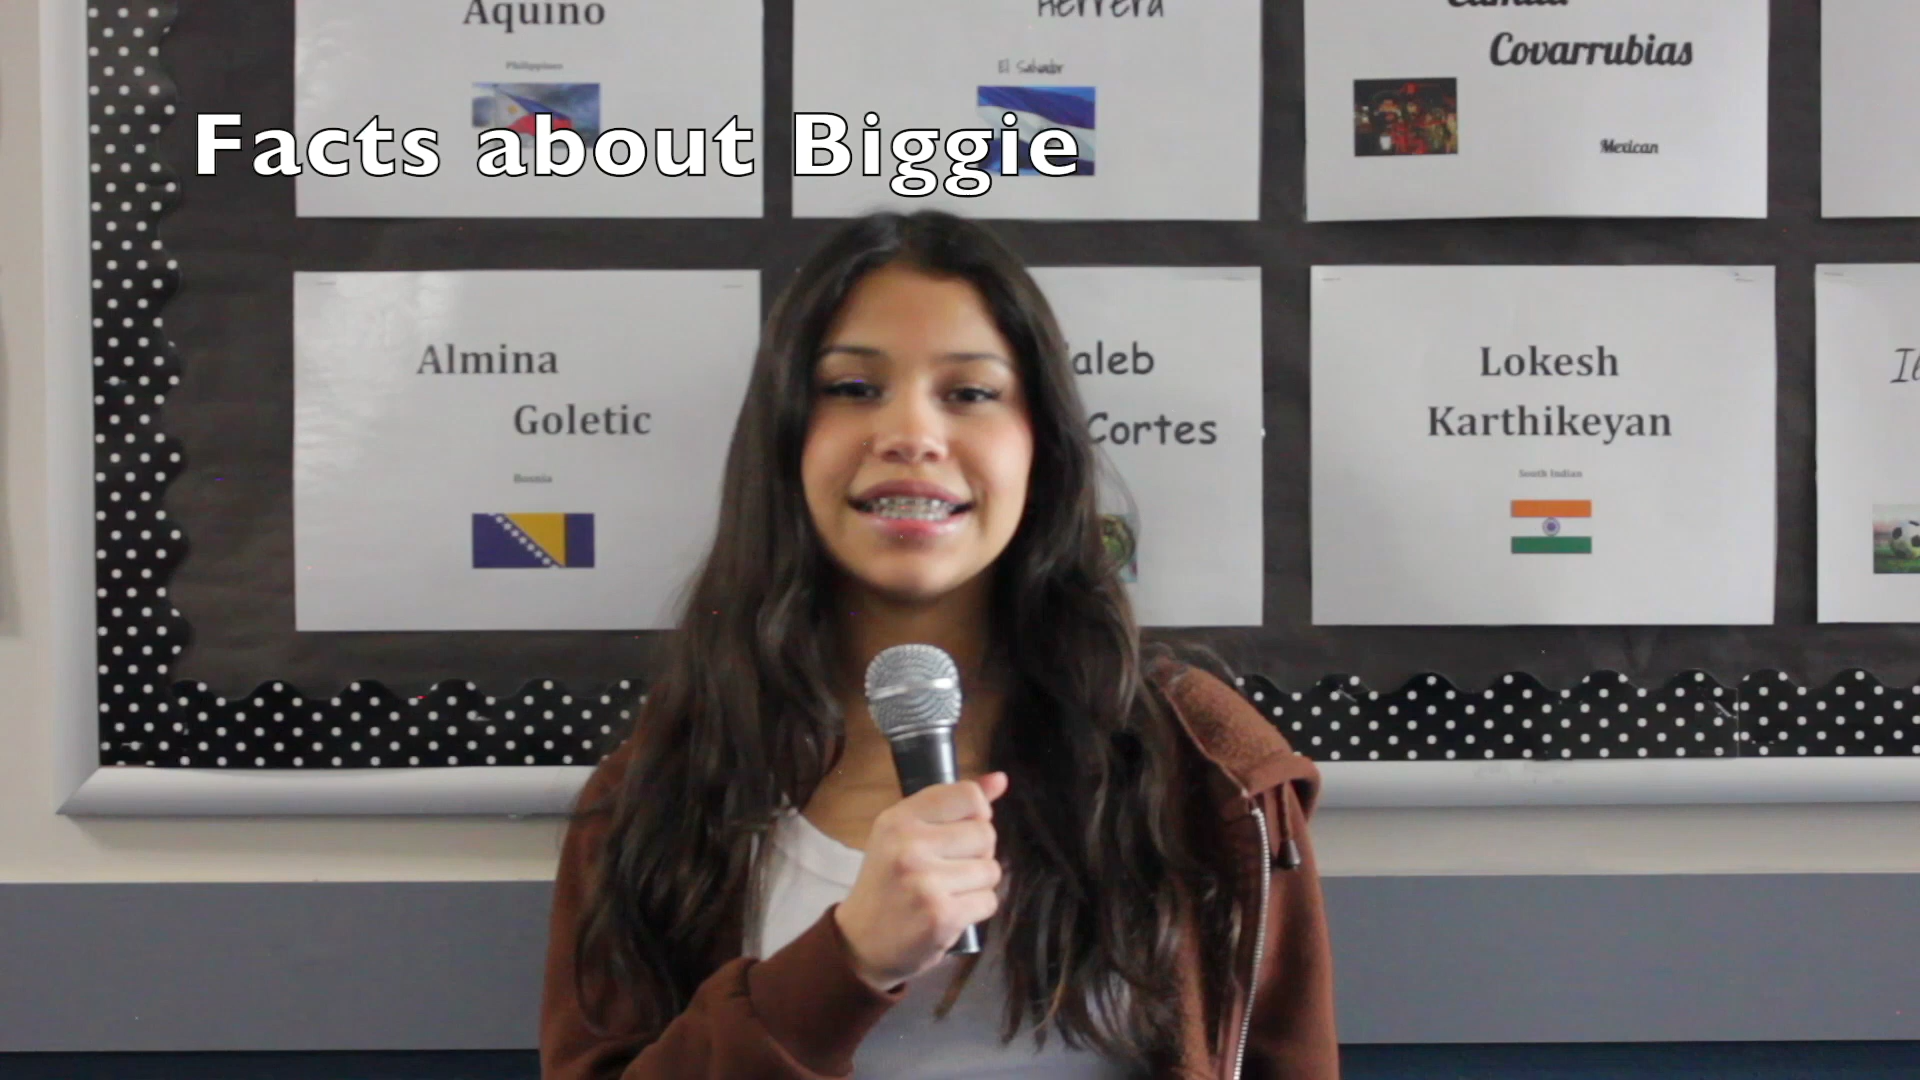 Aquino
Philippines
Herrera
El Salvador
Covarrubias
Mexican
Facts about Biggie
Almina
Goletic
Bosnia
aleb
Cortes
Lokesh
Karthikeyan
South Indian